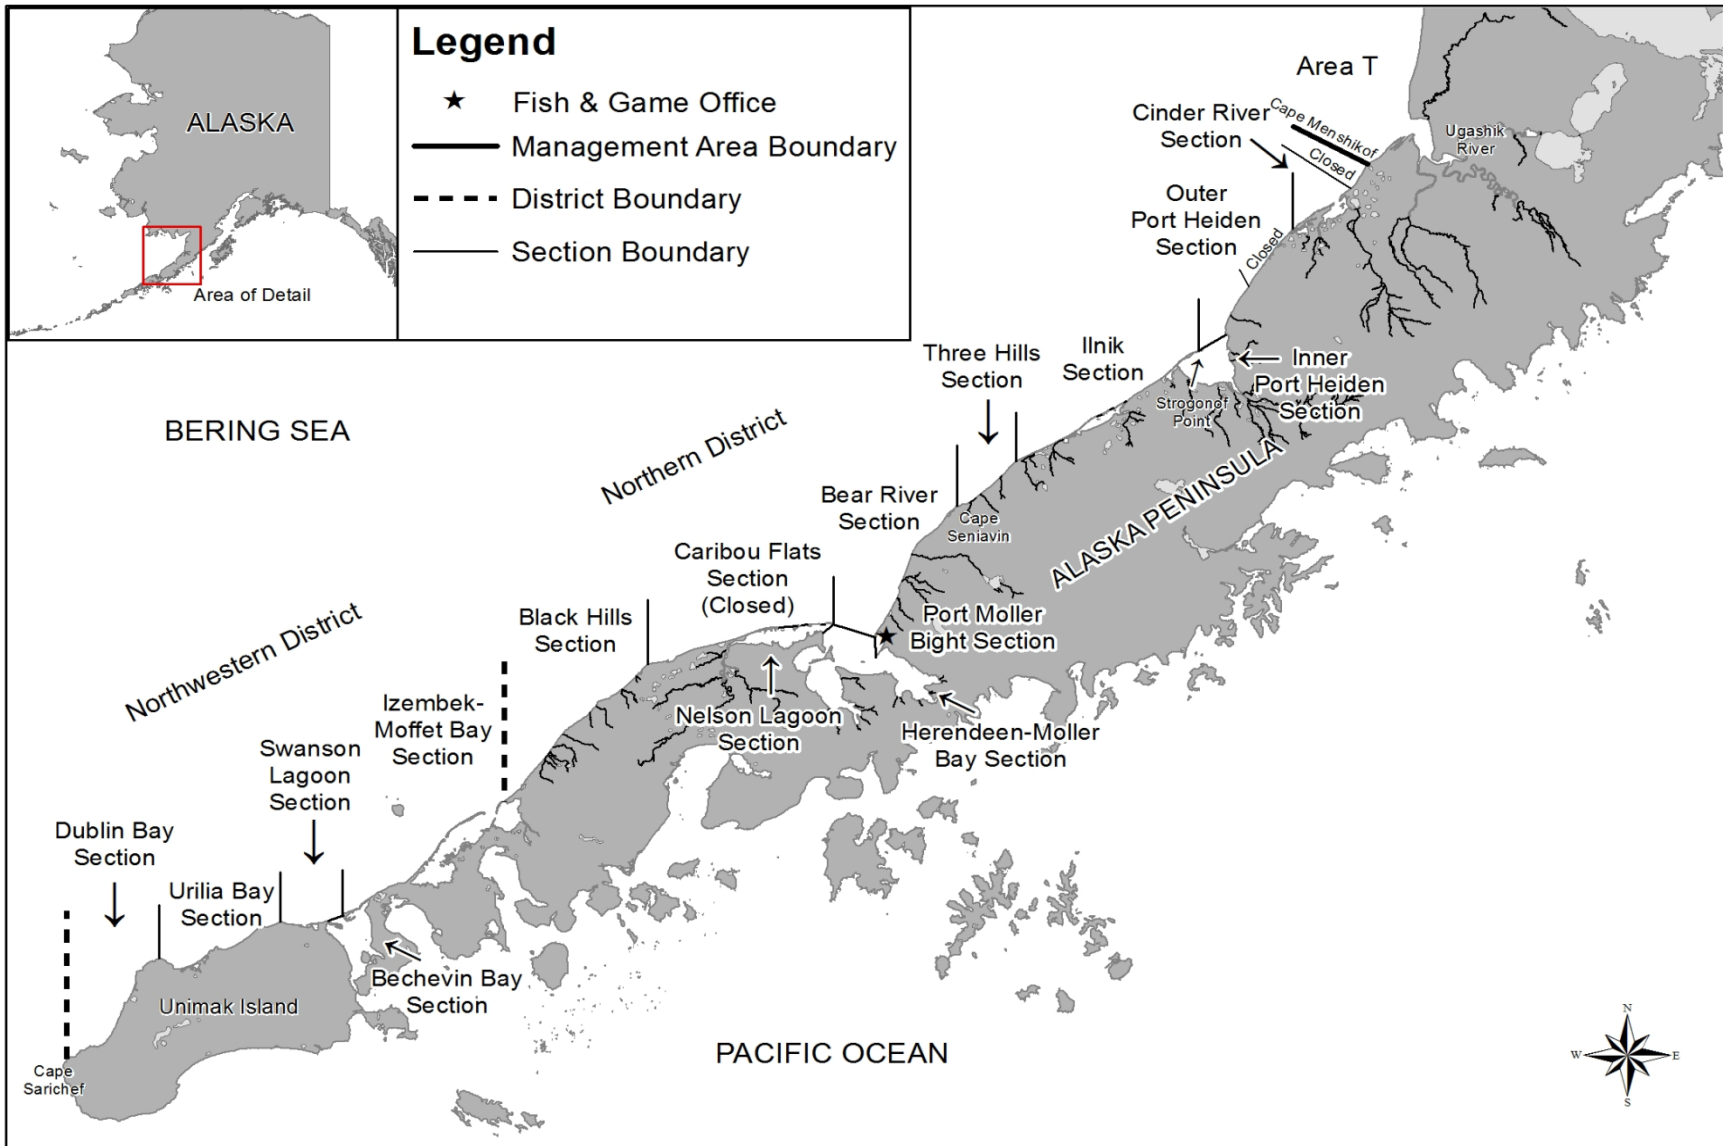 ALASKA
Area of Detail
Legend
Fish & Game Office
Management Area Boundary
District Boundary
Section Boundary
Area T
Cinder River
Section
Cape Menshikof
Closed
Ugashik
River
Outer
Port Heiden
Section
Closed
Three Hills
Section
Ilnik
Section
Inner
Port Heiden
Section
Strogonof
Point
BERING SEA
Northern District
Bear River
Section
Cape
Seniavin
ALASKA PENINSULA
Caribou Flats
Section
(Closed)
Port Moller
Bight Section
Black Hills
Section
Northwestern District
Izembek-
Moffet Bay
Section
Nelson Lagoon
Section
Herendeen-Moller
Bay Section
Swanson
Lagoon
Section
Dublin Bay
Section
Urilia Bay
Section
Bechevin Bay
Section
Unimak Island
Cape
Sarichef
PACIFIC OCEAN
N
W
E
S